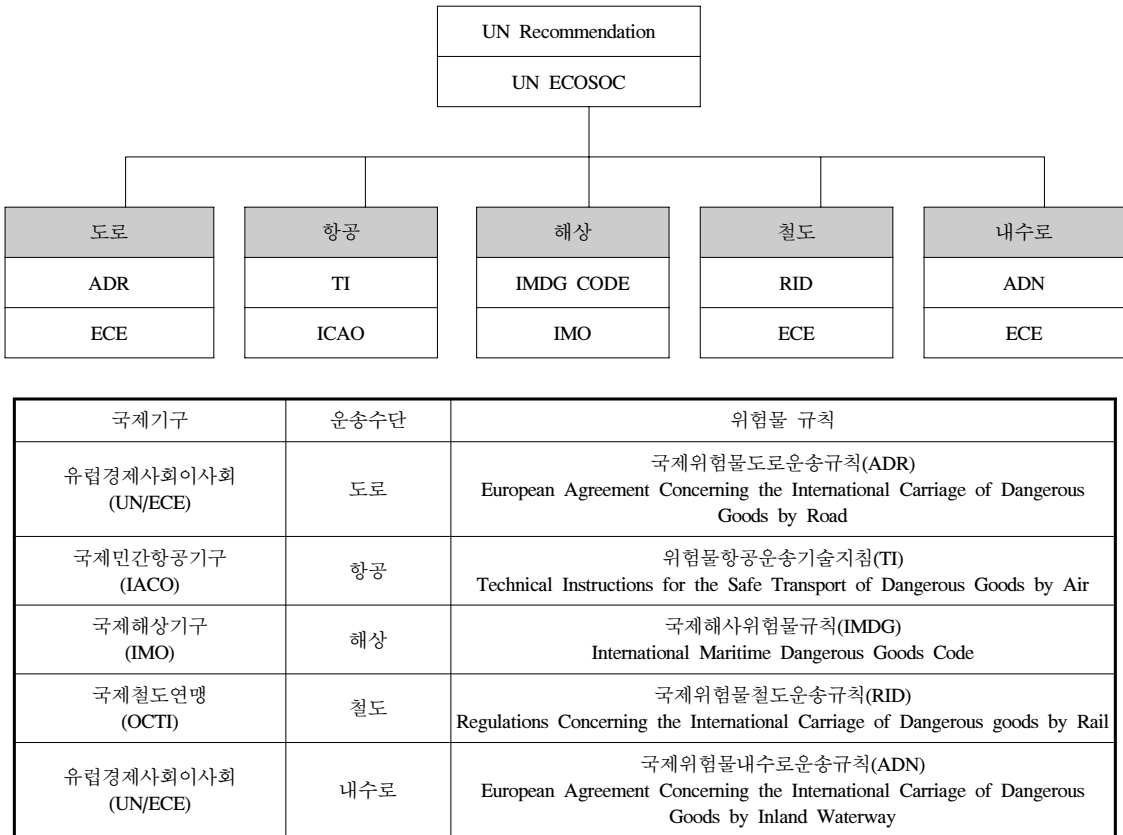 UN Recommendation
UN ECOSOC
도로
항공
해상
철도
내수로
ADR
TI
IMDG CODE
RID
ADN
ECE
ICAO
IMO
ECE
ECE
국제기구
운송수단
위험물 규칙
유럽경제사회이사회
(UN/ECE)
도로
국제위험물도로운송규칙(ADR)
European Agreement Concerning the International Carriage of Dangerous
Goods by Road
국제민간항공기구
(IACO)
항공
위험물항공운송기술지침(TI)
Technical Instructions for the Safe Transport of Dangerous Goods by Air
국제해상기구
(IMO)
해상
국제해사위험물규칙(IMDG)
International Maritime Dangerous Goods Code
국제철도연맹
(OCTI)
철도
국제위험물철도운송규칙(RID)
Regulations Concerning the International Carriage of Dangerous goods by Rail
유럽경제사회이사회
(UN/ECE)
내수로
국제위험물내수로운송규칙(ADN)
European Agreement Concerning the International Carriage of Dangerous
Goods by Inland Waterway